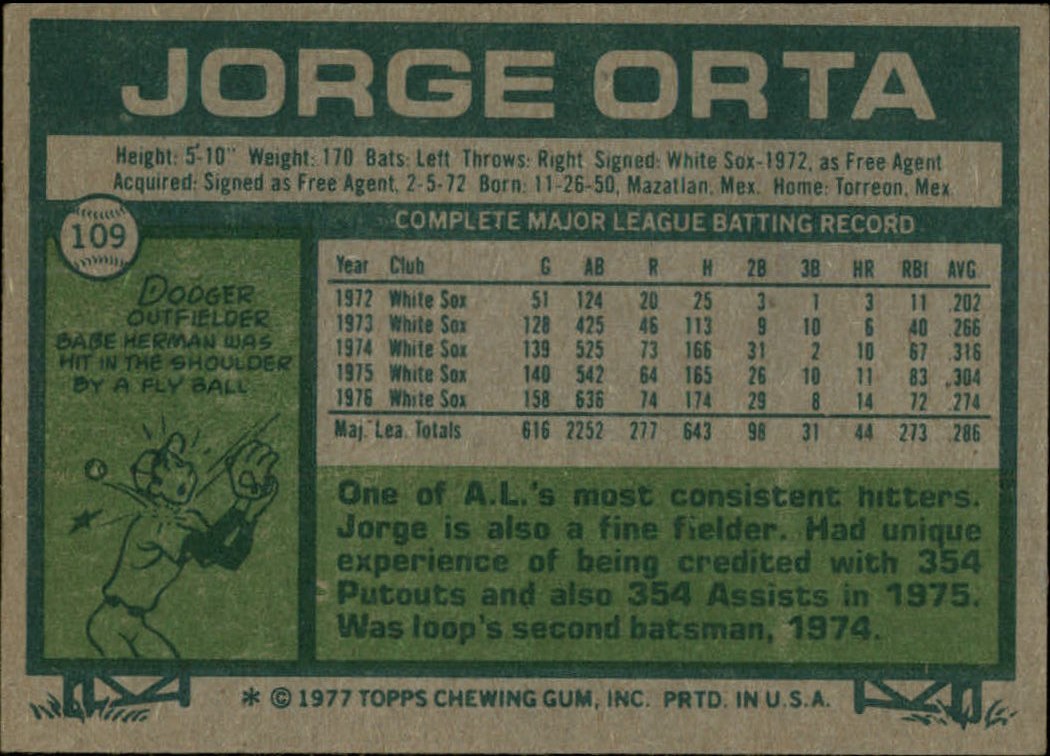 JORGE ORTA
Height: 5'-10" Weight: 170 Bats: Left Throws: Right Signed: White Sox-1972, as Free Agent
Acquired: Signed as Free Agent, 2-5-72 Born: 11-26-50, Mazatlan, Mex. Home: Torreon, Mex
109
DODGER
OUTFIELDER
BABE HERMAN WAS
HIT IN THE SHOULDER
BY A FLY BALL
COMPLETE MAJOR LEAGUE BATTING RECORD
Year Club G AB R H 2B 3B HR RBI AVG.
1972 White Sox 51 124 20 25 3 1 3 11 .202
1973 White Sox 128 425 46 113 9 10 6 40 .266
1974 White Sox 139 525 73 166 31 2 10 67 .316
1975 White Sox 140 542 64 165 26 10 11 83 .304
1976 White Sox 158 636 74 174 29 8 14 72 .274
Maj. Lea. Totals 616 2252 277 643 98 31 44 273 .286
One of A.L.'s most consistent hitters.
Jorge is also a fine fielder. Had unique
experience of being credited with 354
Putouts and also 354 Assists in 1975.
Was loop's second batsman, 1974.
* © 1977 TOPPS CHEWING GUM, INC. PRTD. IN U.S.A.